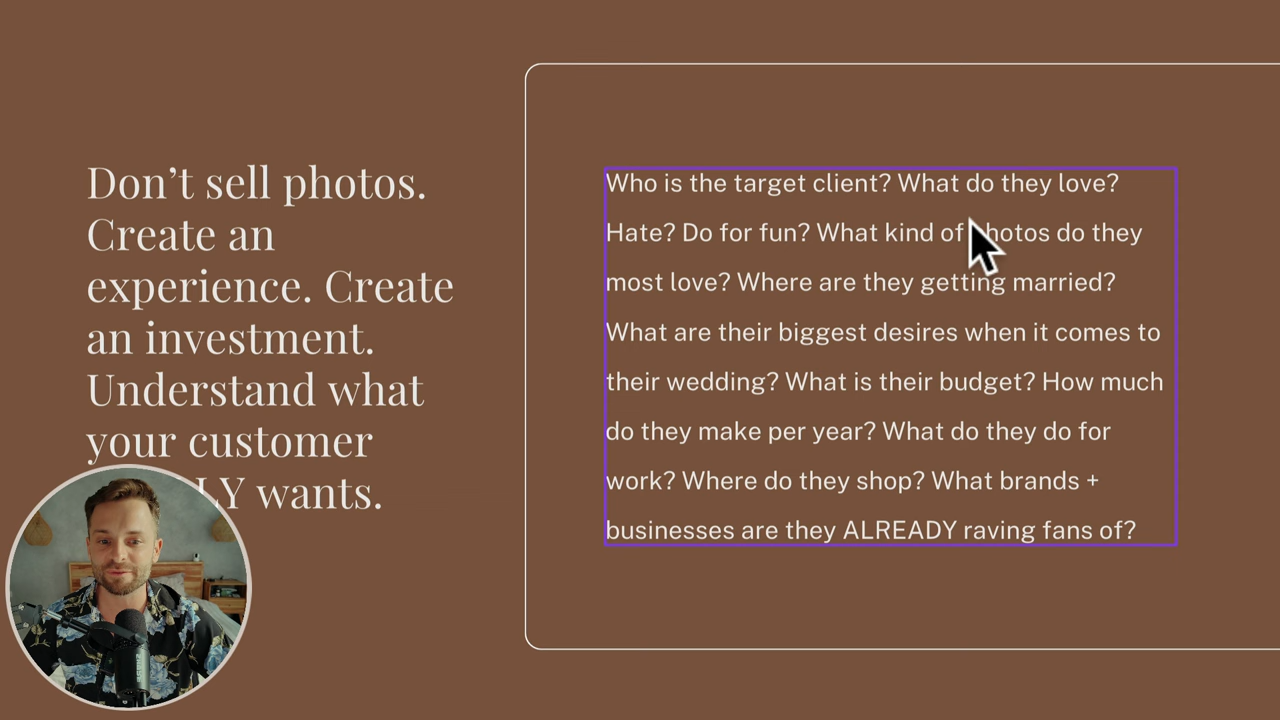 Don’t sell photos.
Create an
experience. Create
an investment.
Understand what
your customer
LY wants.
Who is the target client? What do they love?
Hate? Do for fun? What kind of photos do they
most love? Where are they getting married?
What are their biggest desires when it comes to
their wedding? What is their budget? How much
do they make per year? What do they do for
work? Where do they shop? What brands +
businesses are they ALREADY raving fans of?